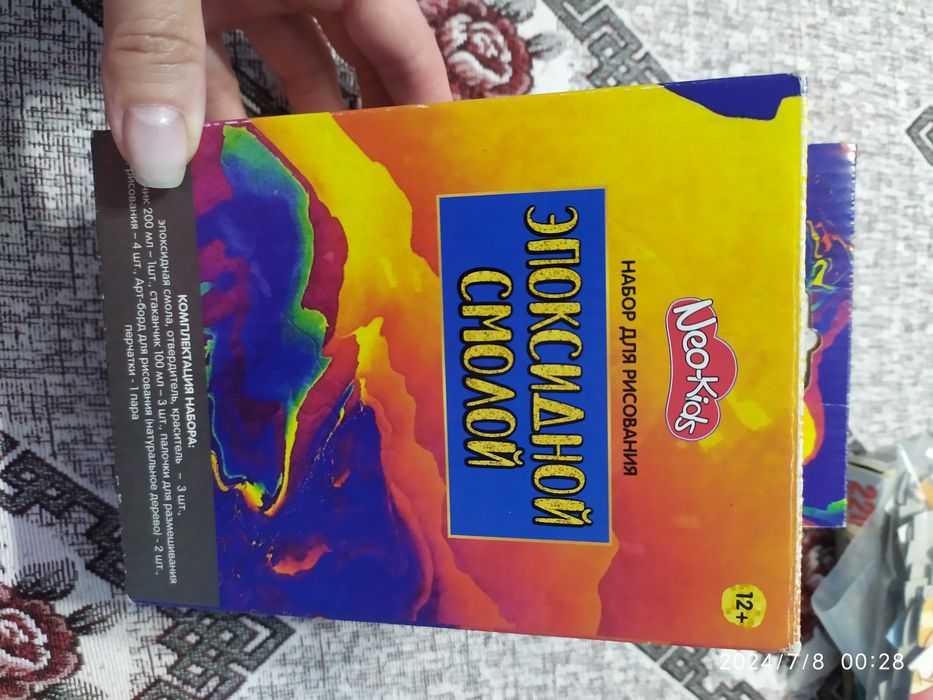 Neo-Kids
НАБОР ДЛЯ РИСОВАНИЯ
ЭПОКСИДНОЙ
СМОЛОЙ
12+
КОМПЛЕКТАЦИЯ НАБОРА:
эпоксидная смола, отвердитель, краситель – 3 шт.,
200 мл – 1шт., стаканчик 100 мл – 3 шт., палочки для размешивания
рисования – 4 шт., Арт-борд для рисования (натуральное дерево) - 2 шт.,
перчатки - 1 пара
2024/7/8 00:28